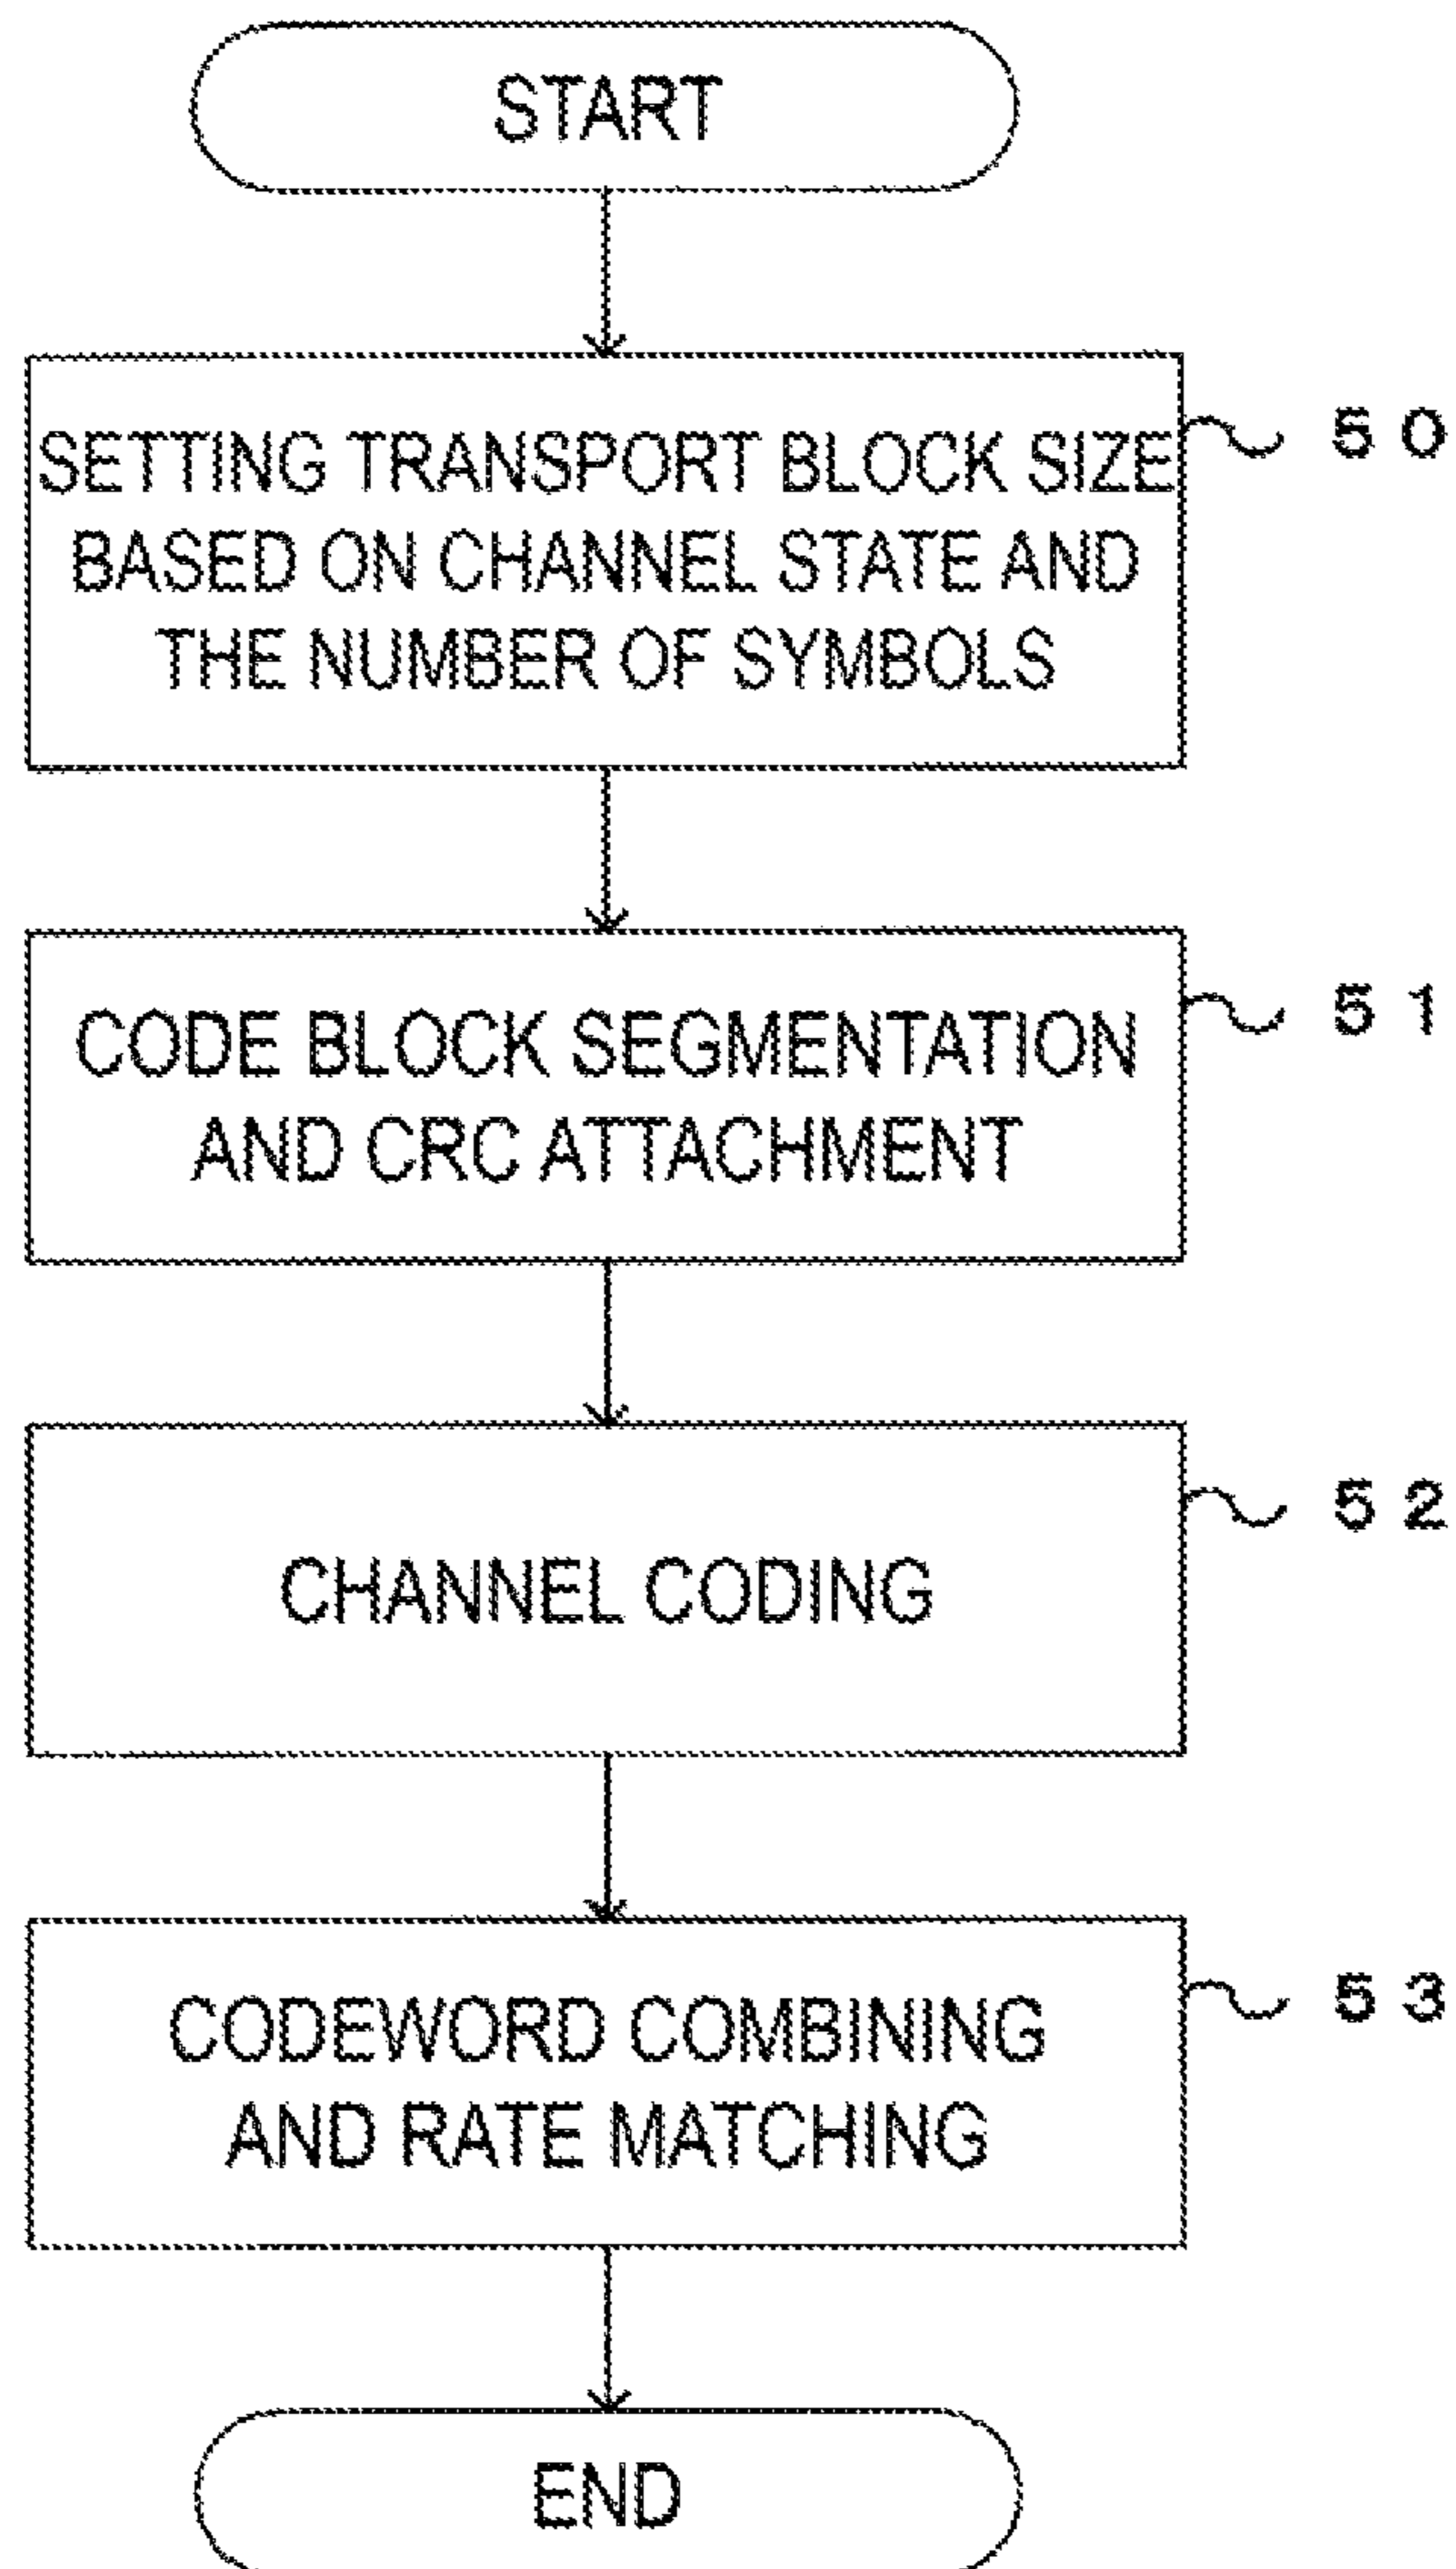 START
SETTING TRANSPORT BLOCK SIZE
BASED ON CHANNEL STATE AND
THE NUMBER OF SYMBOLS
50
CODE BLOCK SEGMENTATION
AND CRC ATTACHMENT
51
CHANNEL CODING
52
CODEWORD COMBINING
AND RATE MATCHING
53
END